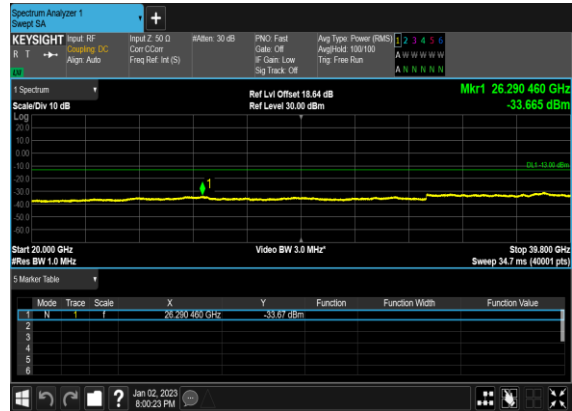 Spectrum Analyzer 1
Swept SA
KEYSIGHT Input: RF Input Z: 50 Ω #Atten: 30 dB PNO: Fast Avg Type: Power (RMS) 1 2 3 4 5 6
R T Coupling: DC Corr CCorr Gate: Off Avg|Hold: 100/100 A W W W W W
Align: Auto Freq Ref: Int (S) IF Gain: Low Trig: Free Run
Sig Track: Off A N N N N N
1 Spectrum Ref Lvl Offset 18.64 dB Mkr1 26.290 460 GHz
Scale/Div 10 dB Ref Level 30.00 dBm -33.665 dBm
Log
20.0
10.0
0.00
-10.0 DL1 -13.00 dBm
-20.0
-30.0 1
-40.0
-50.0
-60.0
Start 20.000 GHz Video BW 3.0 MHz* Stop 39.800 GHz
#Res BW 1.0 MHz Sweep 34.7 ms (40001 pts)
5 Marker Table
Mode Trace Scale X Y Function Function Width Function Value
1 N 1 f 26.290 460 GHz -33.67 dBm
2
3
4
5
6
Jan 02, 2023
8:00:23 PM